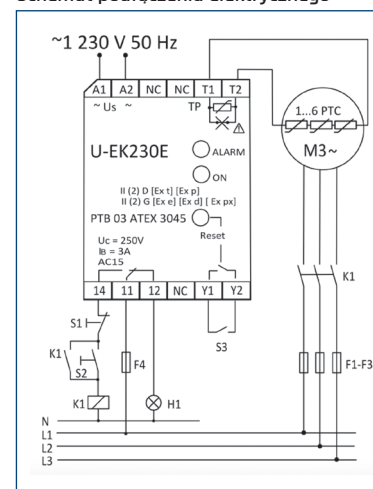 Schemat podłączenia elektrycznego
~1 230 V 50 Hz
A1 A2 NC NC T1 T2
~ Us ~ TP
1...6 PTC
M3~
U-EK230E
ALARM
ON
II (2) D [Ex t] [Ex p]
II (2) G [Ex e] [Ex d] [ Ex px]
PTB 03 ATEX 3045
Reset
Uc = 250V
IB = 3A
AC15
14 11 12 NC Y1 Y2
K1
S1
S3
K1
S2
F4
F1-F3
K1
H1
N
L1
L2
L3